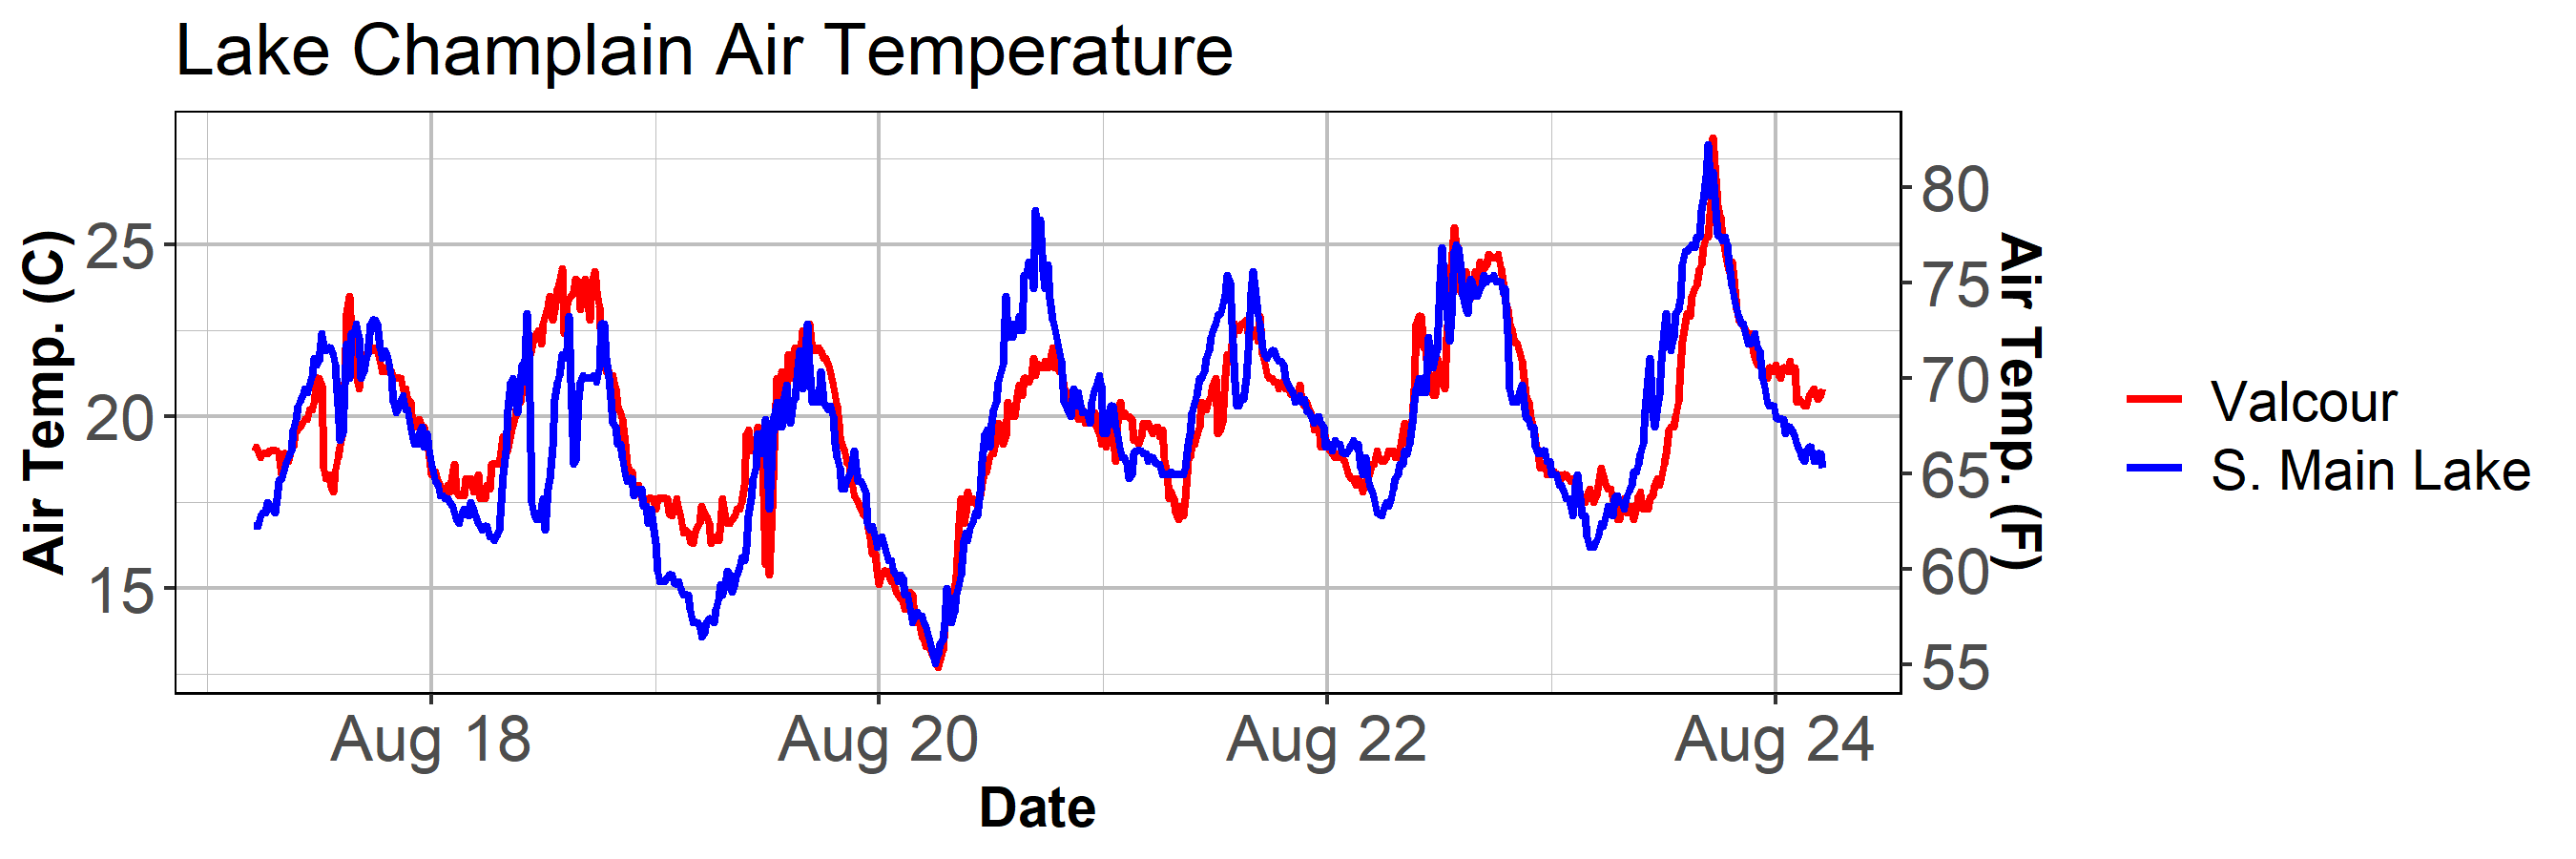 Lake Champlain Air Temperature
Air Temp. (C)
25
20
15
80
75
70
65
60
55
Air Temp. (F)
Aug 18
Aug 20
Aug 22
Aug 24
Date
Valcour
S. Main Lake